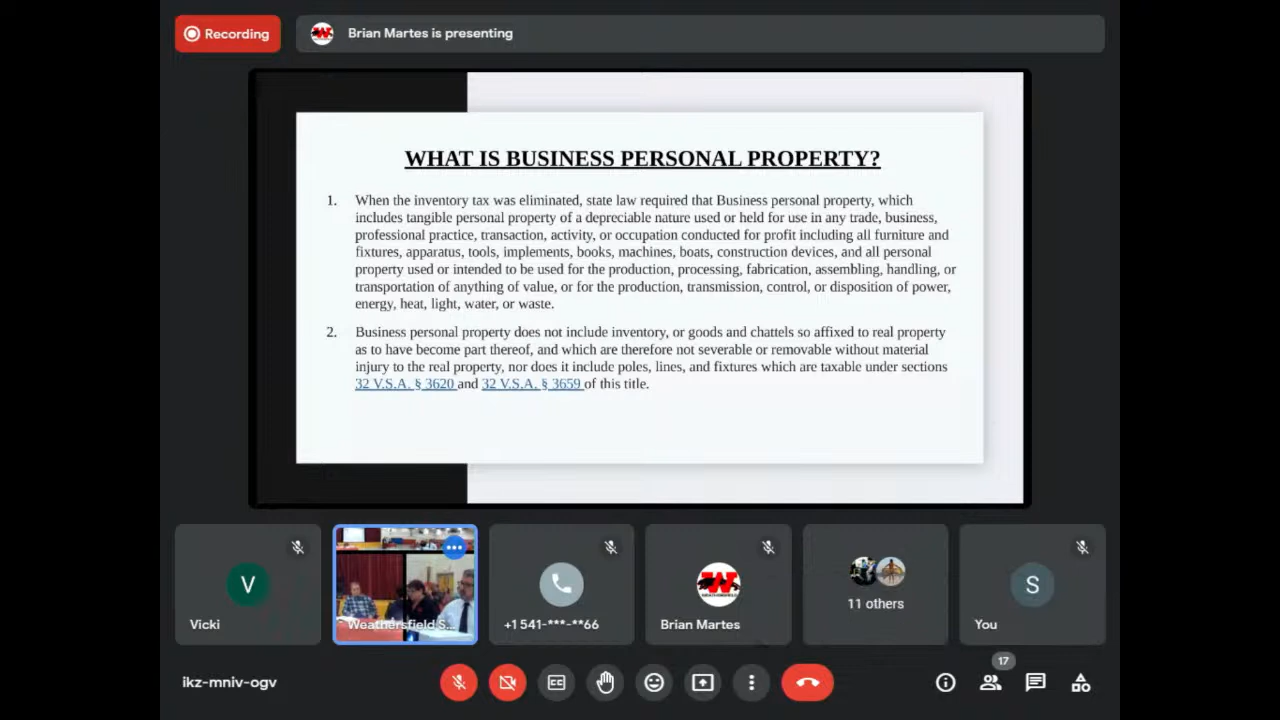 Recording
Brian Martes is presenting
WHAT IS BUSINESS PERSONAL PROPERTY?
1. When the inventory tax was eliminated, state law required that Business personal property, which
includes tangible personal property of a depreciable nature used or held for use in any trade, business,
professional practice, transaction, activity, or occupation conducted for profit including all furniture and
fixtures, apparatus, tools, implements, books, machines, boats, construction devices, and all personal
property used or intended to be used for the production, processing, fabrication, assembling, handling, or
transportation of anything of value, or for the production, transmission, control, or disposition of power,
energy, heat, light, water, or waste.
2. Business personal property does not include inventory, or goods and chattels so affixed to real property
as to have become part thereof, and which are therefore not severable or removable without material
injury to the real property, nor does it include poles, lines, and fixtures which are taxable under sections
32 V.S.A. § 3620 and 32 V.S.A. § 3659 of this title.
V
Vicki
Weathersfield S...
+1 541-***-**66
W
Brian Martes
11 others
S
You
17
ikz-mniv-ogv
CC